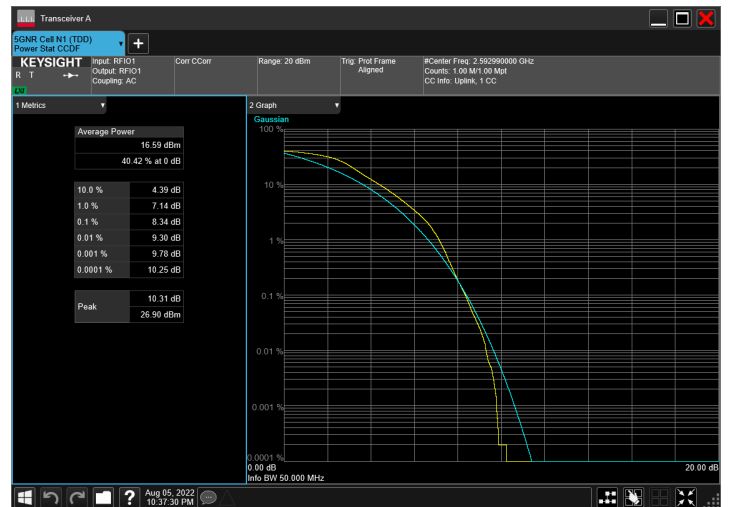 Transceiver A
5GNR Cell N1 (TDD)
Power Stat CCDF
KEYSIGHT
R T
LXI
Input: RFIO1
Output: RFIO1
Coupling: AC
Corr CCorr
Range: 20 dBm
Trig: Prot Frame
Aligned
#Center Freq: 2.592990000 GHz
Counts: 1.00 M/1.00 Mpt
CC Info: Uplink, 1 CC
1 Metrics
Average Power
16.59 dBm
40.42 % at 0 dB
10.0 % 4.39 dB
1.0 % 7.14 dB
0.1 % 8.34 dB
0.01 % 9.30 dB
0.001 % 9.78 dB
0.0001 % 10.25 dB
Peak
10.31 dB
26.90 dBm
2 Graph
Gaussian
100 %
10 %
1 %
0.1 %
0.01 %
0.001 %
0.0001 %
0.00 dB 20.00 dB
Info BW 50.000 MHz
?
Aug 05, 2022
10:37:30 PM